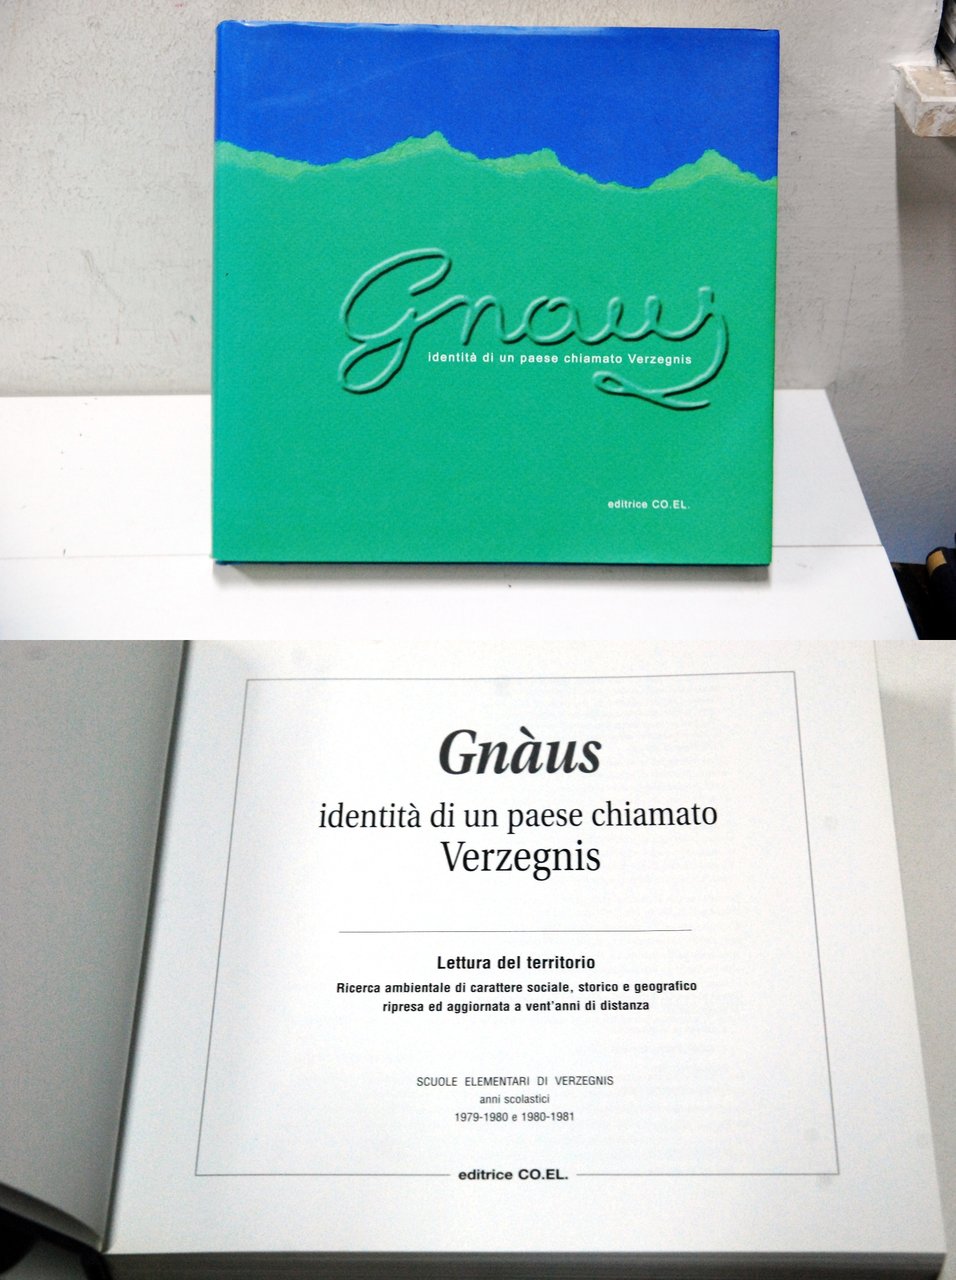 Gnaus
identità di un paese chiamato Verzegnis
editrice CO.EL.
Gnàus
identità di un paese chiamato
Verzegnis
Lettura del territorio
Ricerca ambientale di carattere sociale, storico e geografico
ripresa ed aggiornata a vent'anni di distanza
SCUOLE ELEMENTARI DI VERZEGNIS
anni scolastici
1979-1980 e 1980-1981
editrice CO.EL.